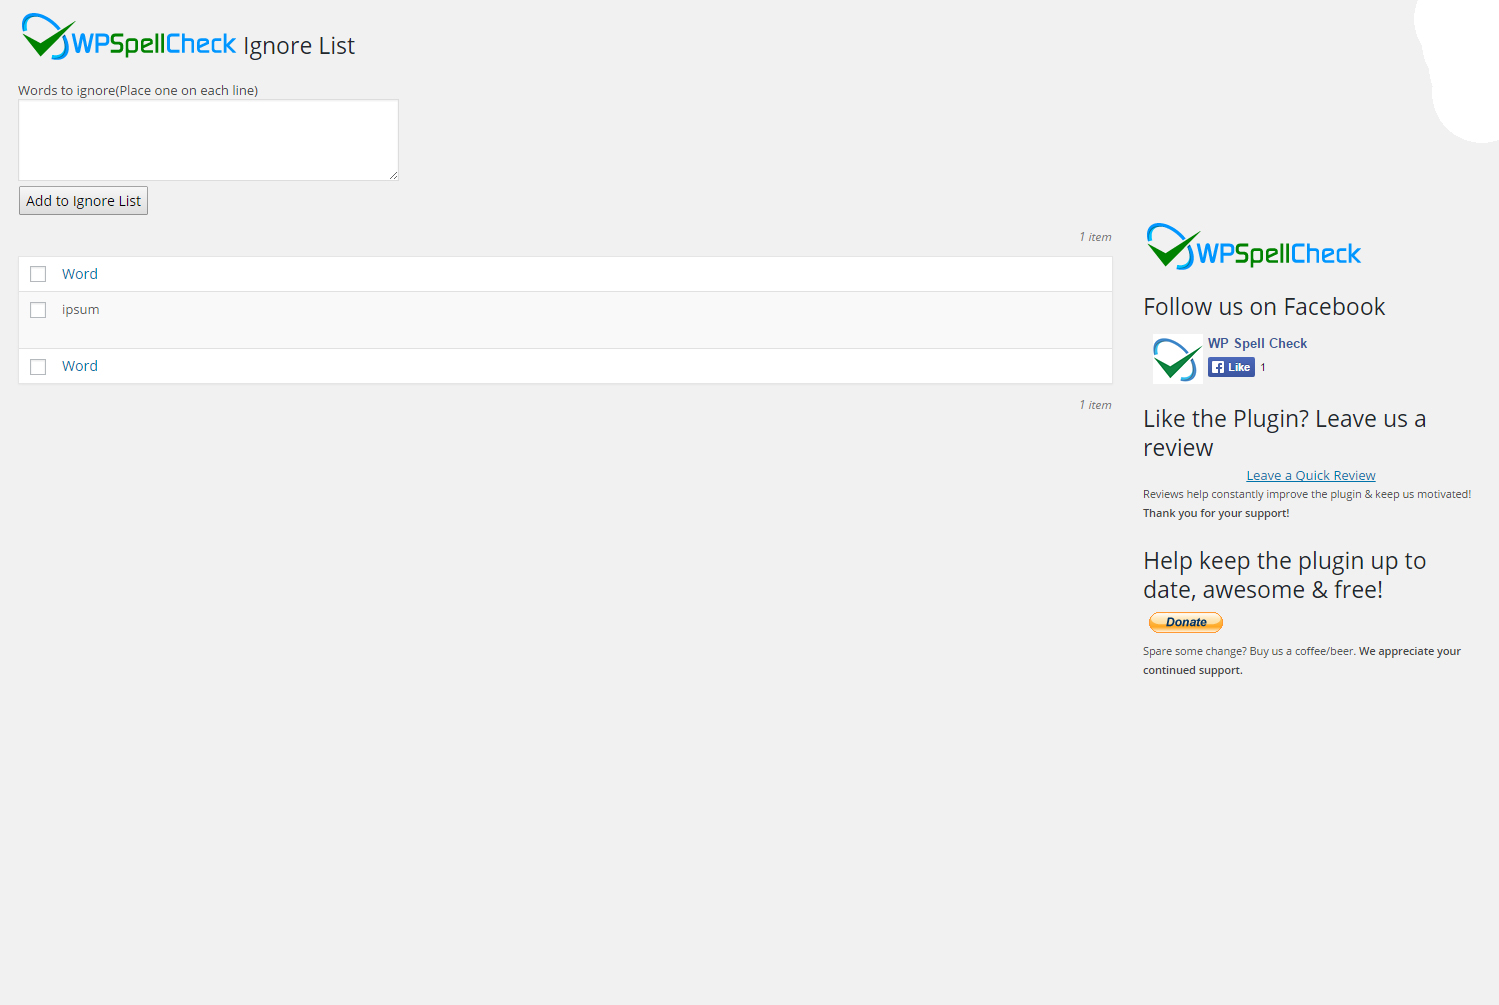 WPSpellCheck Ignore List
Words to ignore(Place one on each line)
Add to Ignore List
1 item
Word
ipsum
Word
1 item
WPSpellCheck
Follow us on Facebook
WP Spell Check
Like 1
Like the Plugin? Leave us a
review
Leave a Quick Review
Reviews help constantly improve the plugin & keep us motivated!
Thank you for your support!
Help keep the plugin up to
date, awesome & free!
Donate
Spare some change? Buy us a coffee/beer. We appreciate your
continued support.